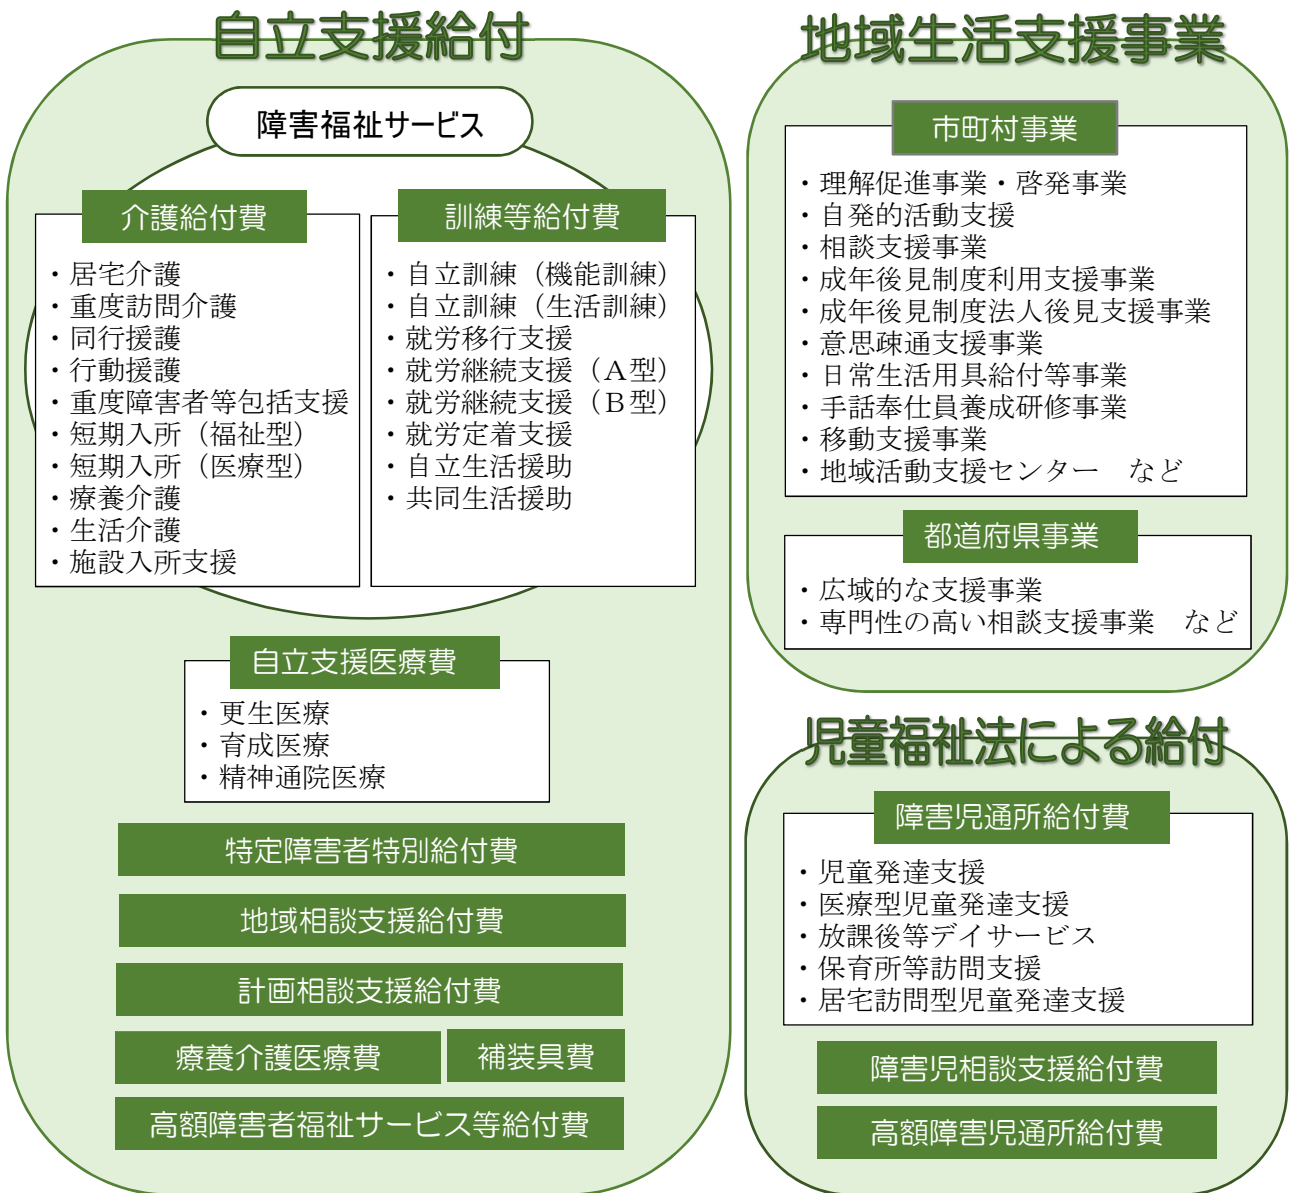 自立支援給付
障害福祉サービス
介護給付費
・居宅介護
・重度訪問介護
・同行援護
・行動援護
・重度障害者等包括支援
・短期入所（福祉型）
・短期入所（医療型）
・療養介護
・生活介護
・施設入所支援
訓練等給付費
・自立訓練（機能訓練）
・自立訓練（生活訓練）
・就労移行支援
・就労継続支援（Ａ型）
・就労継続支援（Ｂ型）
・就労定着支援
・自立生活援助
・共同生活援助
自立支援医療費
・更生医療
・育成医療
・精神通院医療
特定障害者特別給付費
地域相談支援給付費
計画相談支援給付費
療養介護医療費
補装具費
高額障害者福祉サービス等給付費
地域生活支援事業
市町村事業
・理解促進事業・啓発事業
・自発的活動支援
・相談支援事業
・成年後見制度利用支援事業
・成年後見制度法人後見支援事業
・意思疎通支援事業
・日常生活用具給付等事業
・手話奉仕員養成研修事業
・移動支援事業
・地域活動支援センター　など
都道府県事業
・広域的な支援事業
・専門性の高い相談支援事業　など
児童福祉法による給付
障害児通所給付費
・児童発達支援
・医療型児童発達支援
・放課後等デイサービス
・保育所等訪問支援
・居宅訪問型児童発達支援
障害児相談支援給付費
高額障害児通所給付費